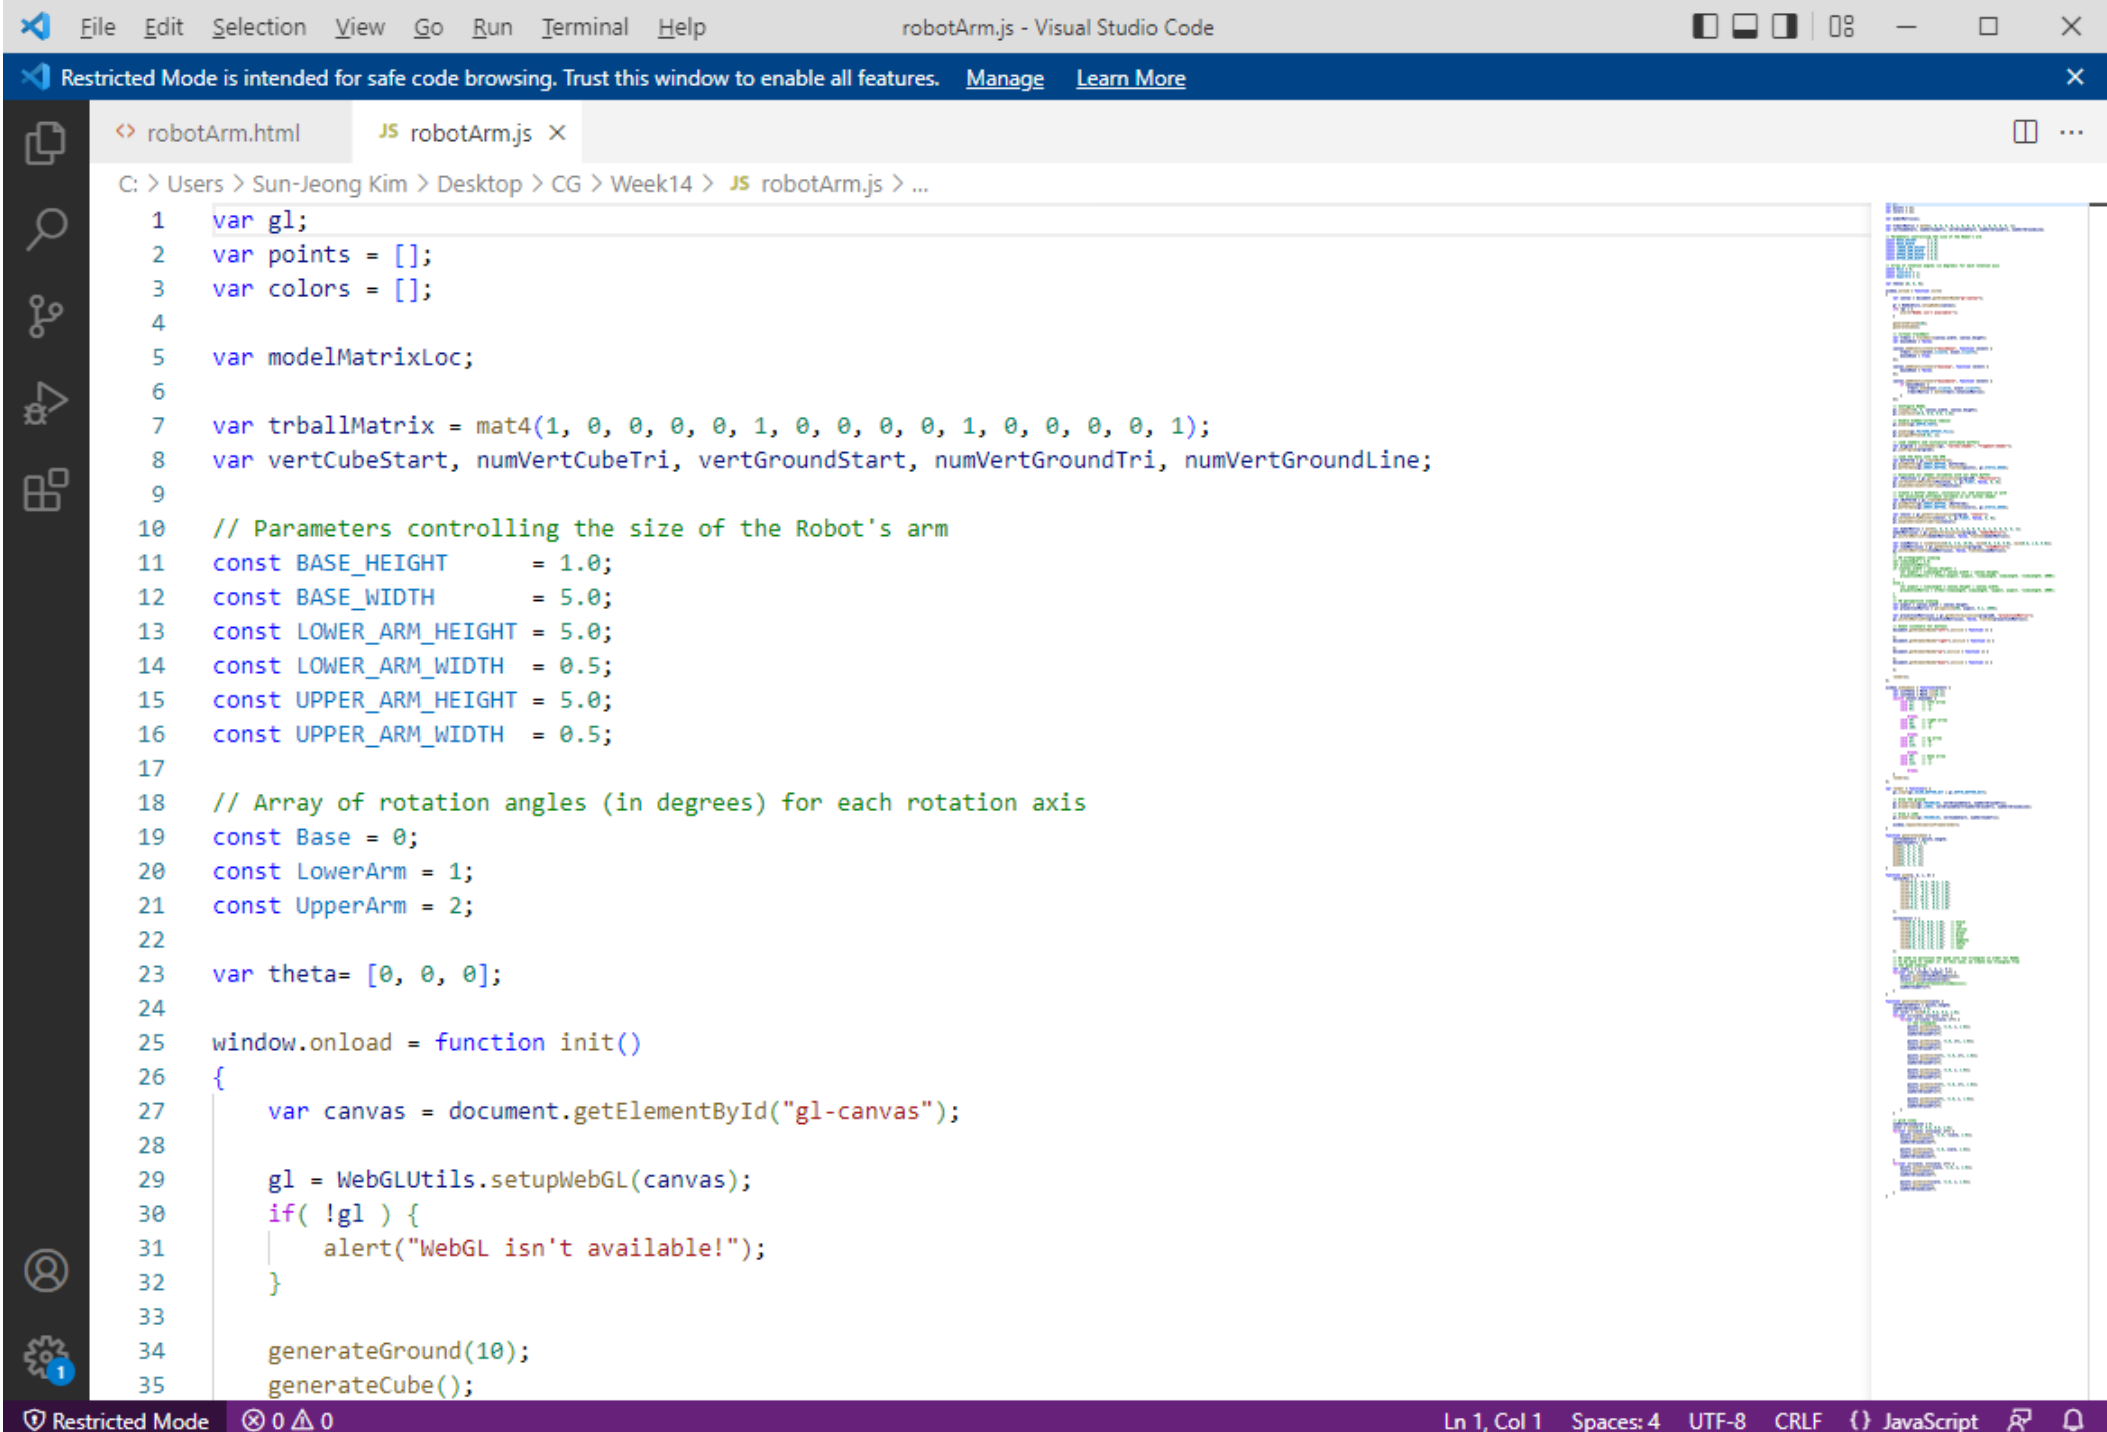 File Edit Selection View Go Run Terminal Help robotArm.js - Visual Studio Code
Restricted Mode is intended for safe code browsing. Trust this window to enable all features. Manage Learn More
<> robotArm.html JS robotArm.js
C: > Users > Sun-Jeong Kim > Desktop > CG > Week14 > JS robotArm.js > ...
1 var gl;
2 var points = [];
3 var colors = [];
4
5 var modelMatrixLoc;
6
7 var trballMatrix = mat4(1, 0, 0, 0, 0, 1, 0, 0, 0, 0, 1, 0, 0, 0, 0, 1);
8 var vertCubeStart, numVertCubeTri, vertGroundStart, numVertGroundTri, numVertGroundLine;
9
10 // Parameters controlling the size of the Robot's arm
11 const BASE_HEIGHT      = 1.0;
12 const BASE_WIDTH       = 5.0;
13 const LOWER_ARM_HEIGHT = 5.0;
14 const LOWER_ARM_WIDTH  = 0.5;
15 const UPPER_ARM_HEIGHT = 5.0;
16 const UPPER_ARM_WIDTH  = 0.5;
17
18 // Array of rotation angles (in degrees) for each rotation axis
19 const Base = 0;
20 const LowerArm = 1;
21 const UpperArm = 2;
22
23 var theta= [0, 0, 0];
24
25 window.onload = function init()
26 {
27     var canvas = document.getElementById("gl-canvas");
28
29     gl = WebGLUtils.setupWebGL(canvas);
30     if( !gl ) {
31         alert("WebGL isn't available!");
32     }
33
34     generateGround(10);
35     generateCube();
1
Restricted Mode 0 0 Ln 1, Col 1 Spaces: 4 UTF-8 CRLF {} JavaScript